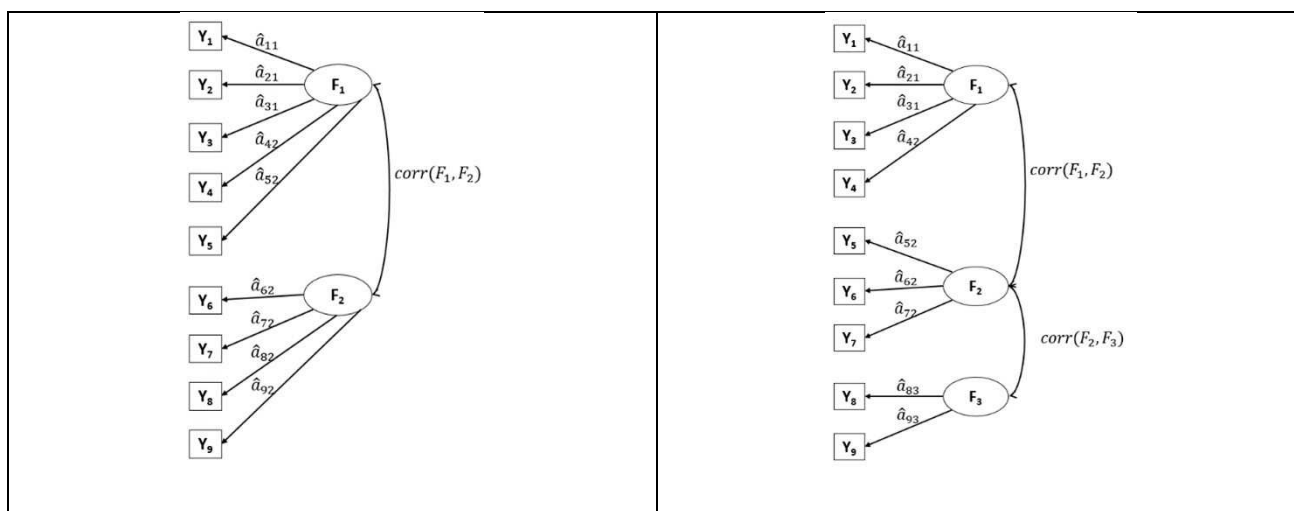 Y₁
â₁₁
Y₂
â₂₁
F₁
Y₃
â₃₁
Y₄
â₄₂
Y₅
â₅₂
corr(F₁, F₂)
Y₆
â₆₂
F₂
Y₇
â₇₂
Y₈
â₈₂
Y₉
â₉₂
Y₁
â₁₁
Y₂
â₂₁
F₁
Y₃
â₃₁
Y₄
â₄₂
corr(F₁, F₂)
Y₅
â₅₂
Y₆
â₆₂
F₂
Y₇
â₇₂
corr(F₂, F₃)
Y₈
â₈₃
F₃
Y₉
â₉₃